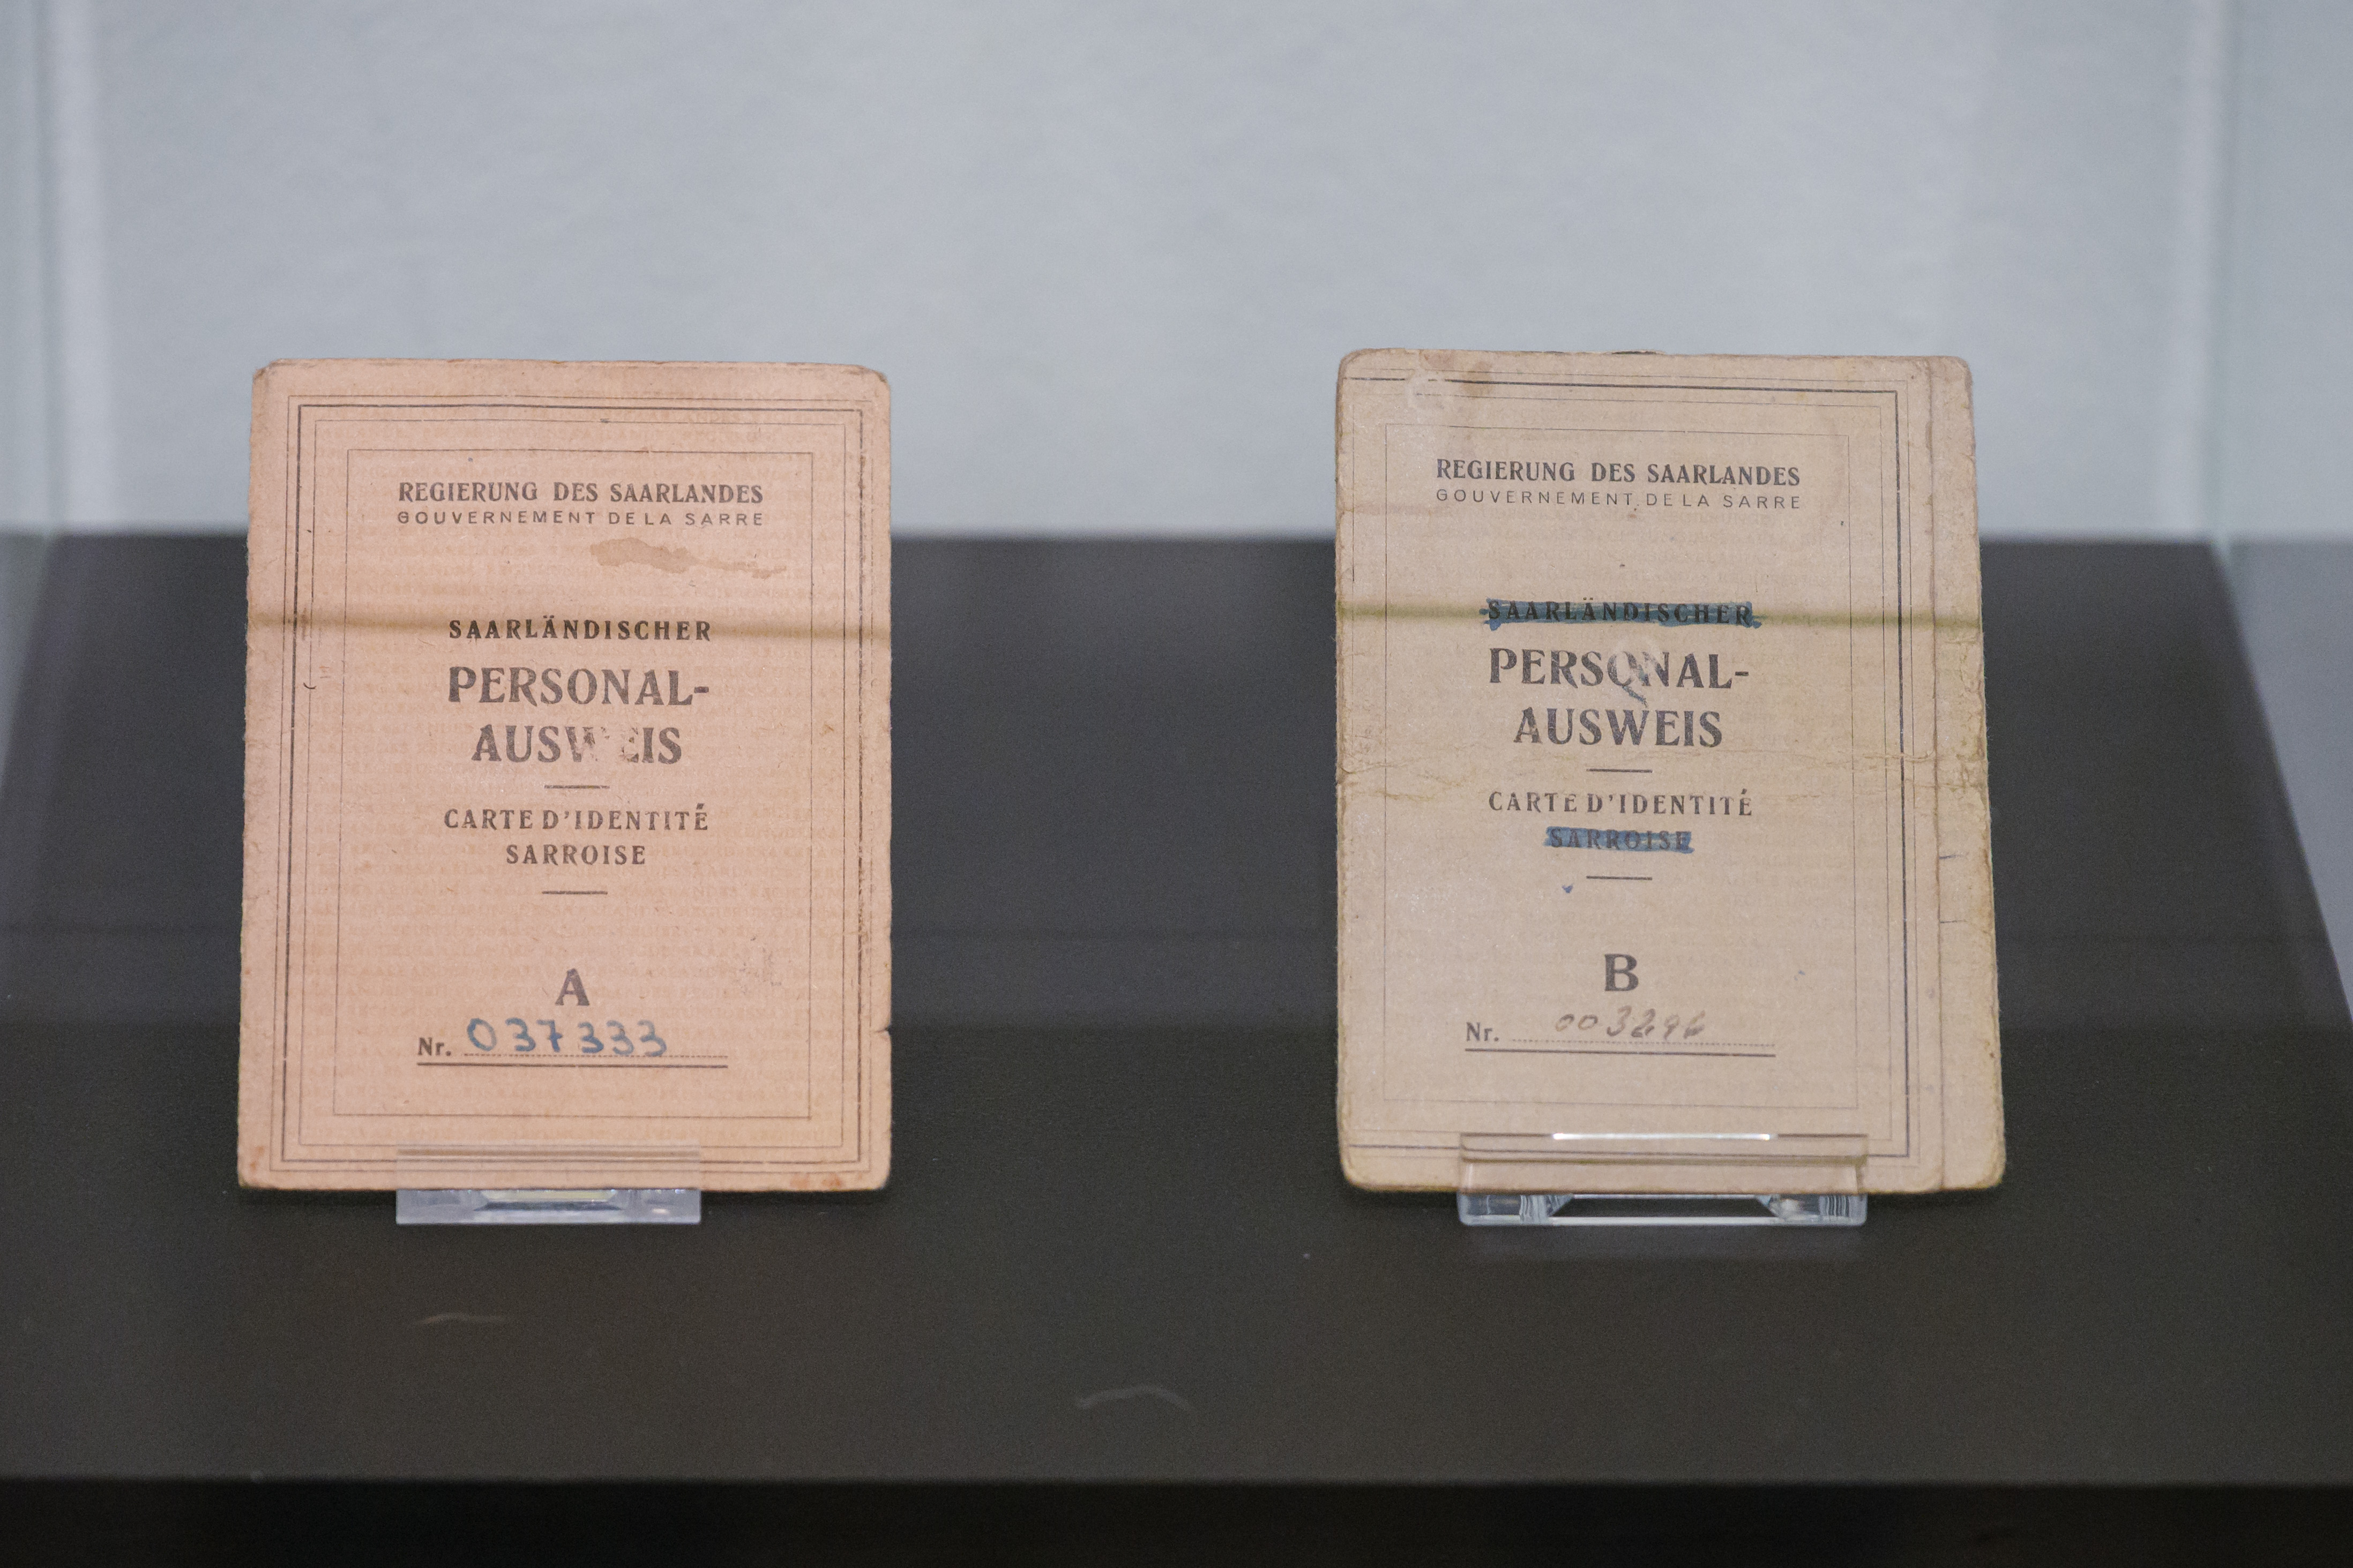 REGIERUNG DES SAARLANDES
GOUVERNEMENT DE LA SARRE
SAARLÄNDISCHER
PERSONAL-
AUSWEIS
CARTE D'IDENTITÉ
SARROISE
A
Nr. 037333
REGIERUNG DES SAARLANDES
GOUVERNEMENT DE LA SARRE
SAARLÄNDISCHER
PERSONAL-
AUSWEIS
CARTE D'IDENTITÉ
SARROISE
B
Nr. 003296